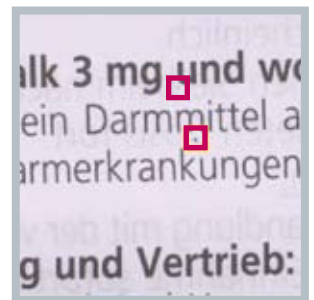 alk 3 mg und wo
ein Darmmittel a
armerkrankungen
g und Vertrieb: